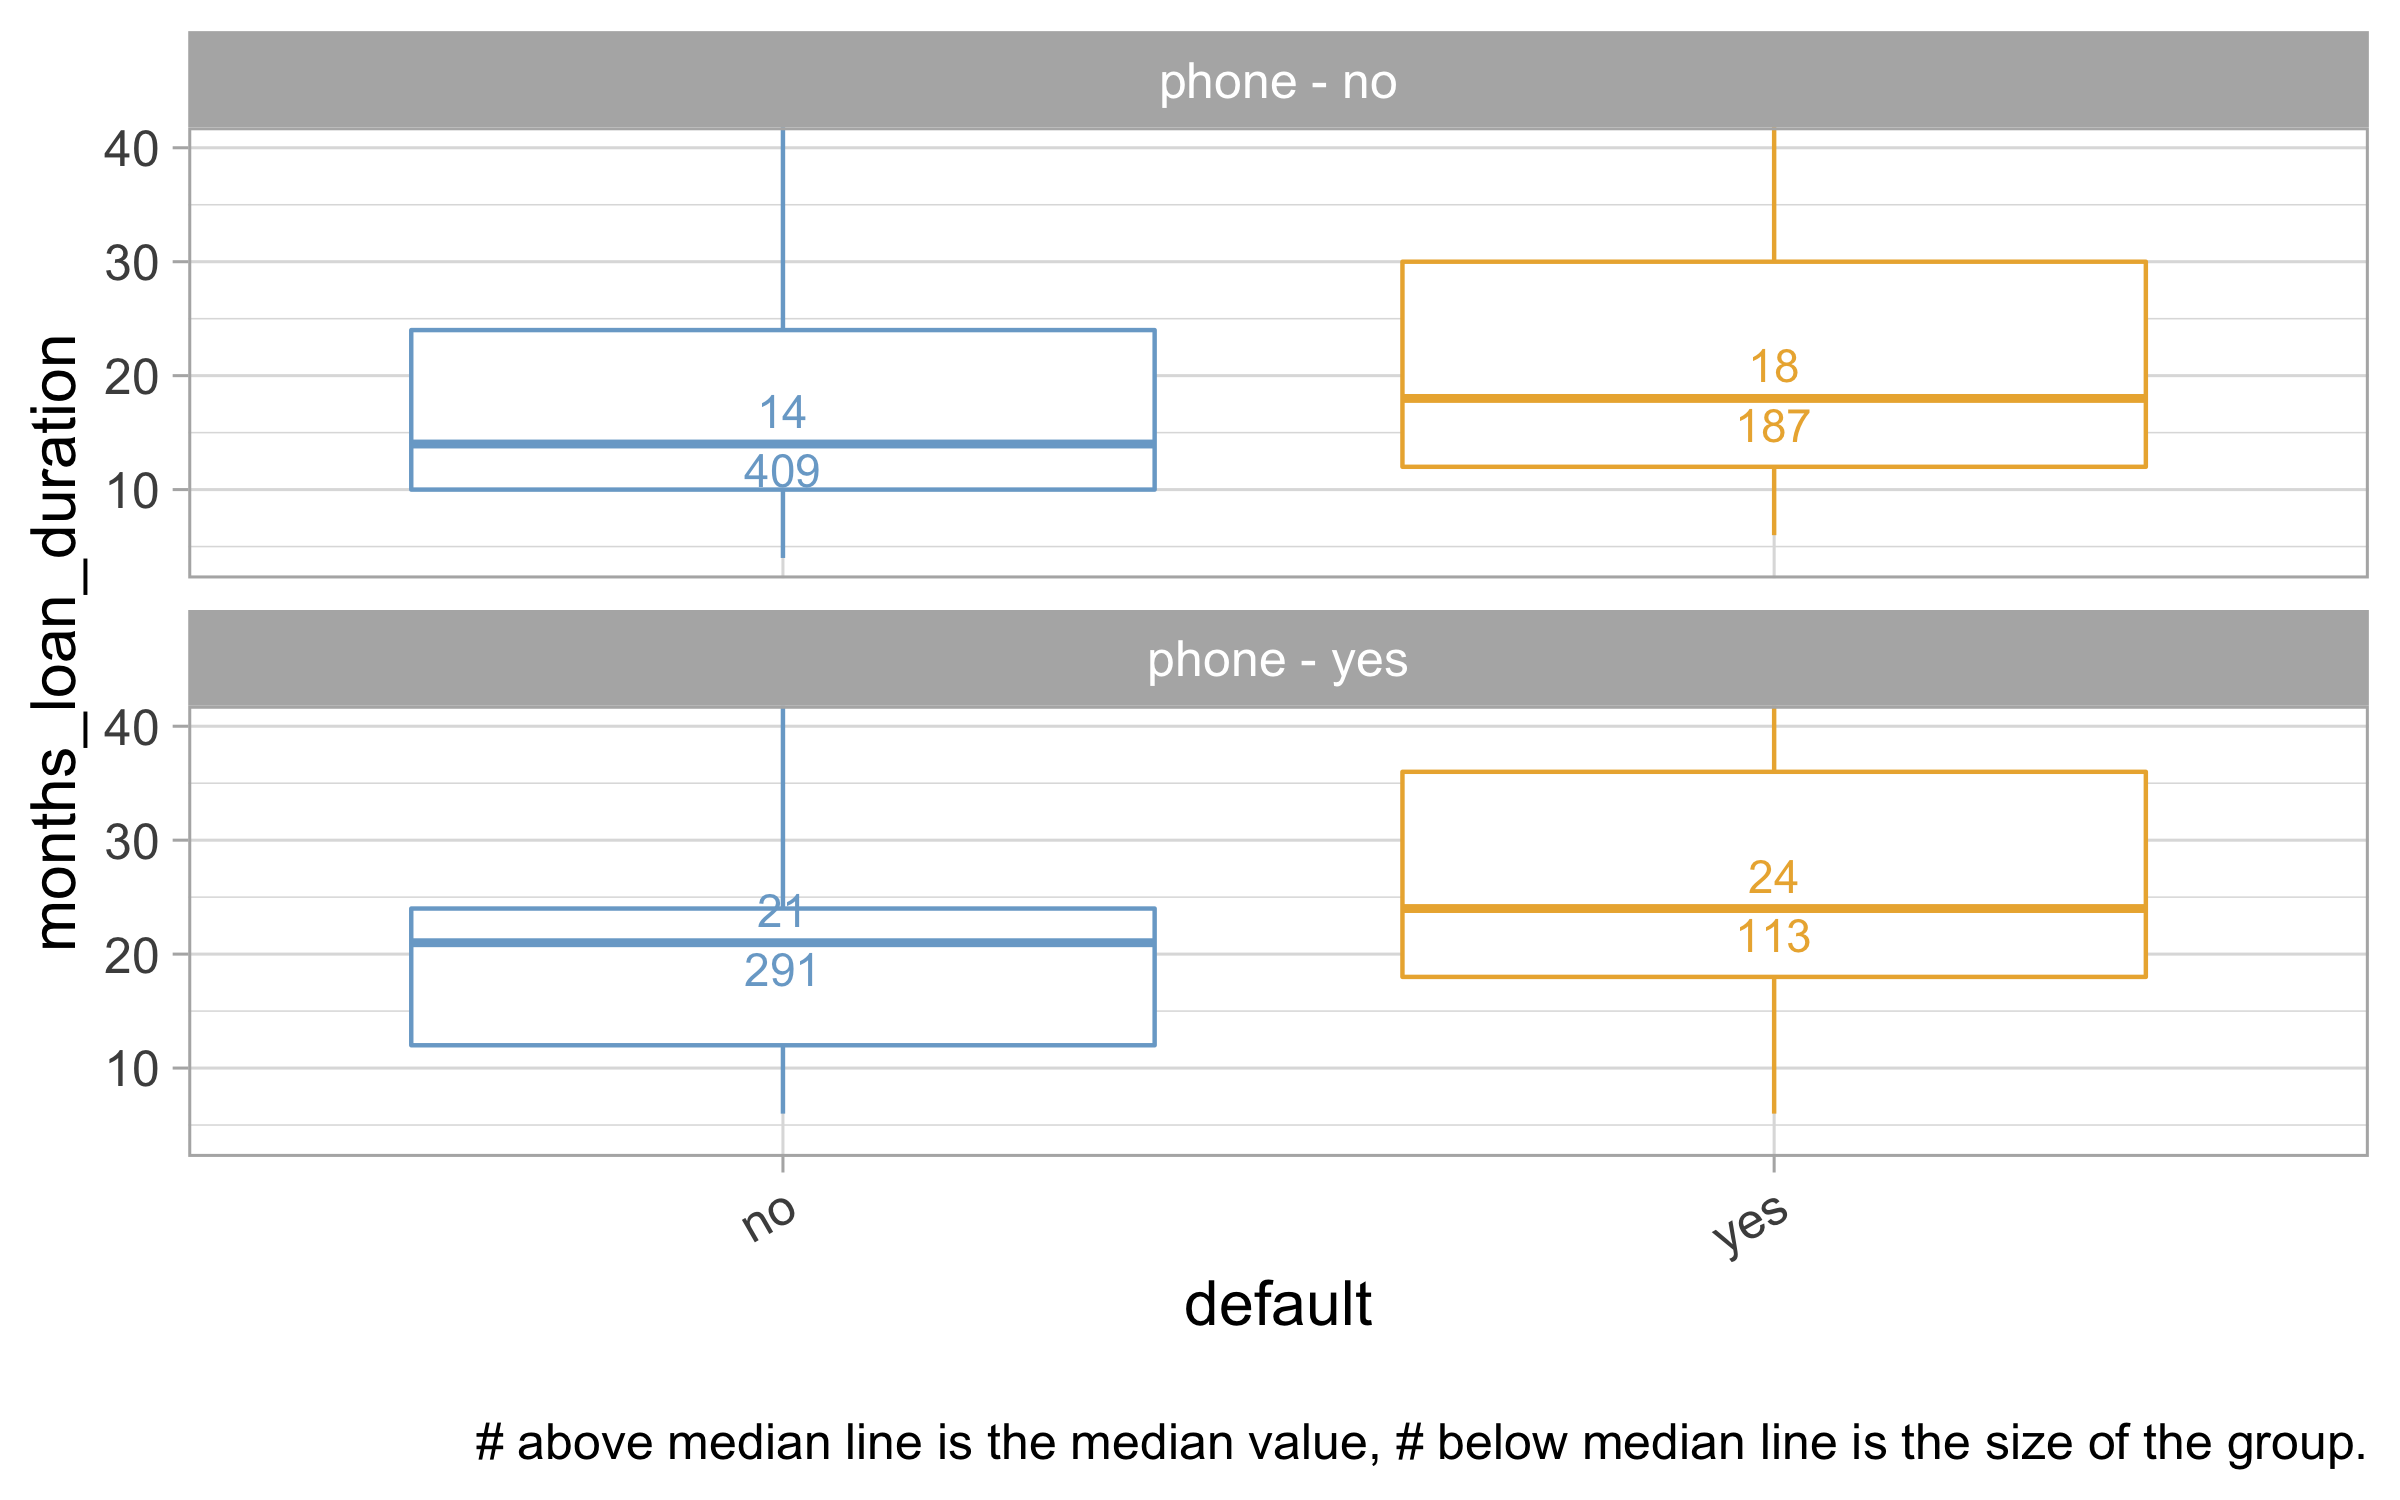 phone - no
40
30
20
10
14
409
18
187
phone - yes
40
30
20
10
21
291
24
113
months_loan_duration
no
yes
default
# above median line is the median value, # below median line is the size of the group.